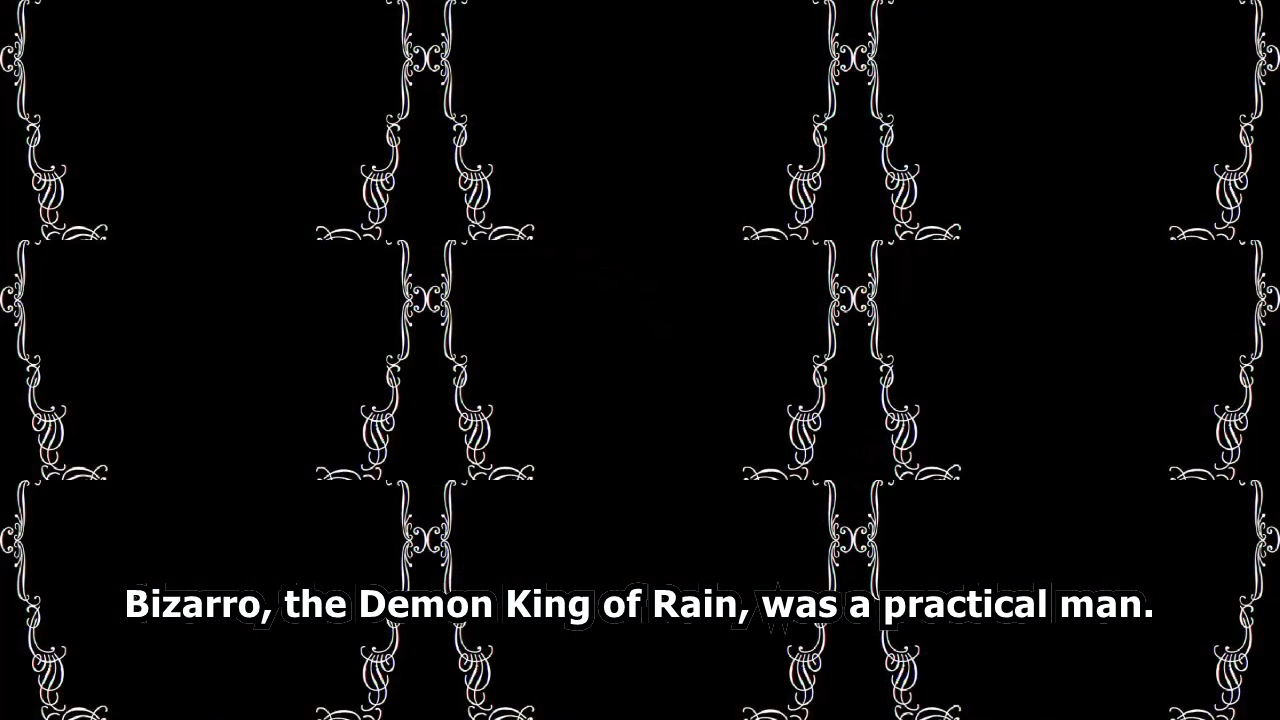 Bizarro, the Demon King of Rain, was a practical man.